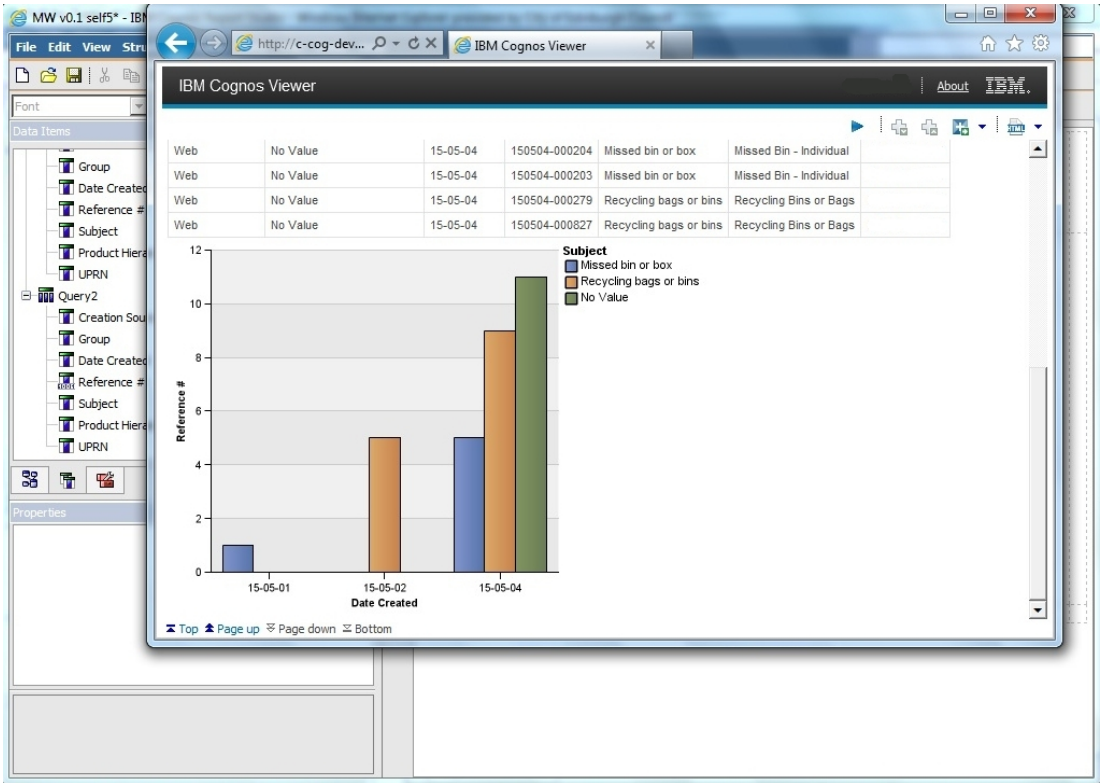 MW v0.1 self5* - IBM
http://c-cog-dev...
IBM Cognos Viewer
File Edit View Stru
IBM Cognos Viewer
About IBM.
Font
Data Items
Group
Date Created
Reference #
Subject
Product Hiera
UPRN
Query2
Creation Sou
Group
Date Created
Reference #
Subject
Product Hiera
UPRN
Properties
Web No Value 15-05-04 150504-000204 Missed bin or box Missed Bin - Individual
Web No Value 15-05-04 150504-000203 Missed bin or box Missed Bin - Individual
Web No Value 15-05-04 150504-000279 Recycling bags or bins Recycling Bins or Bags
Web No Value 15-05-04 150504-000827 Recycling bags or bins Recycling Bins or Bags
Subject
Missed bin or box
Recycling bags or bins
No Value
12
10
8
6
4
2
0
Reference #
15-05-01 15-05-02 15-05-04
Date Created
Top Page up Page down Bottom